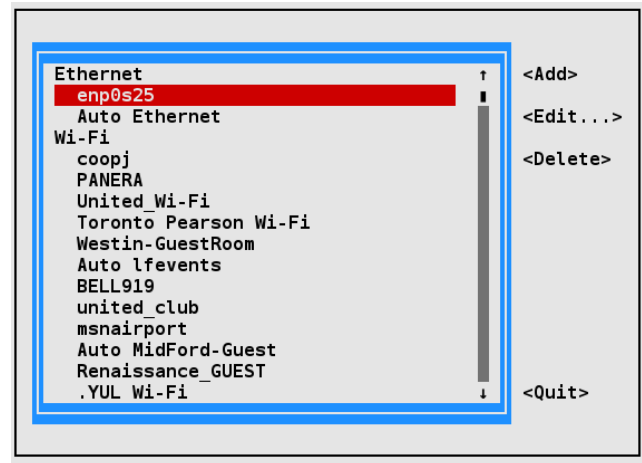 Ethernet
enp0s25
Auto Ethernet
Wi-Fi
coopj
PANERA
United_Wi-Fi
Toronto Pearson Wi-Fi
Westin-GuestRoom
Auto lfevents
BELL919
united_club
msnairport
Auto MidFord-Guest
Renaissance_GUEST
.YUL Wi-Fi
<Add>
<Edit...>
<Delete>
<Quit>